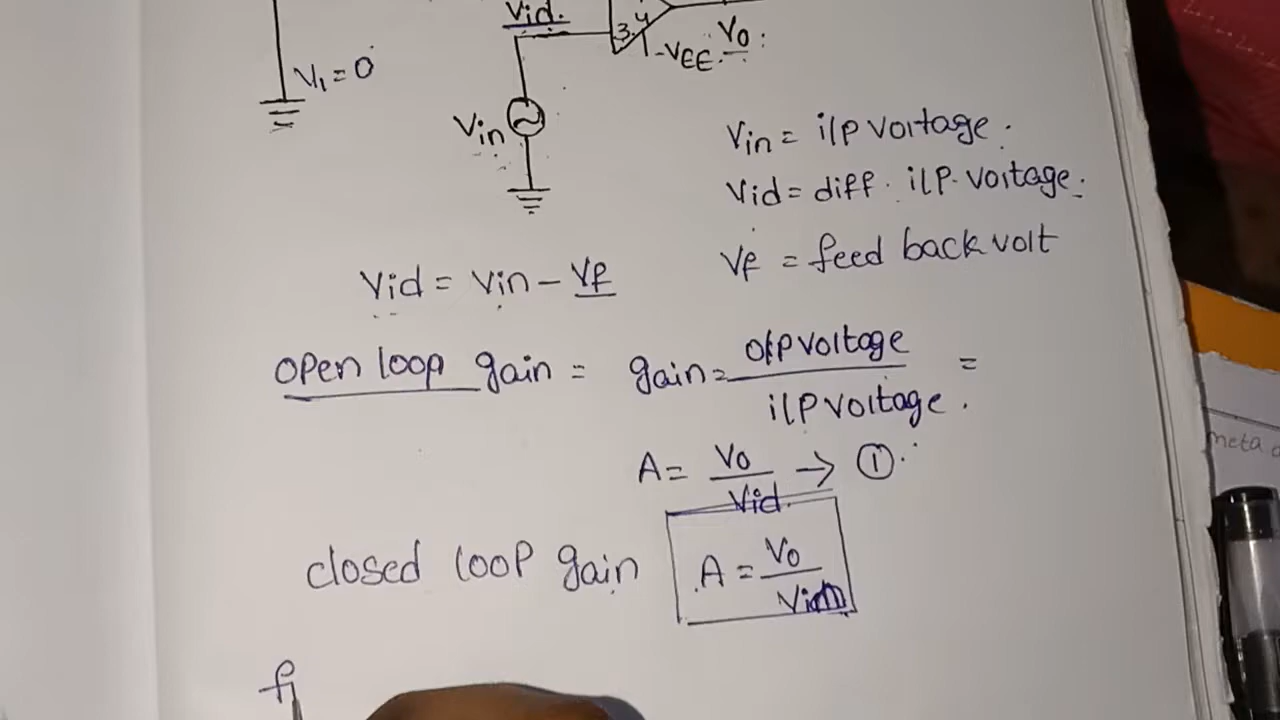 Vid.
3 4
-VEE. Vo :
V1 = 0
Vin
Vin = i/p voltage .
Vid = diff . i/p. voltage .
Vf = feed back volt
Vid = Vin - Vf
open loop gain = gain = o/p voltage / i/p voltage . =
A = Vo / Vid. → ①.
closed loop gain A = Vo /
f
meta